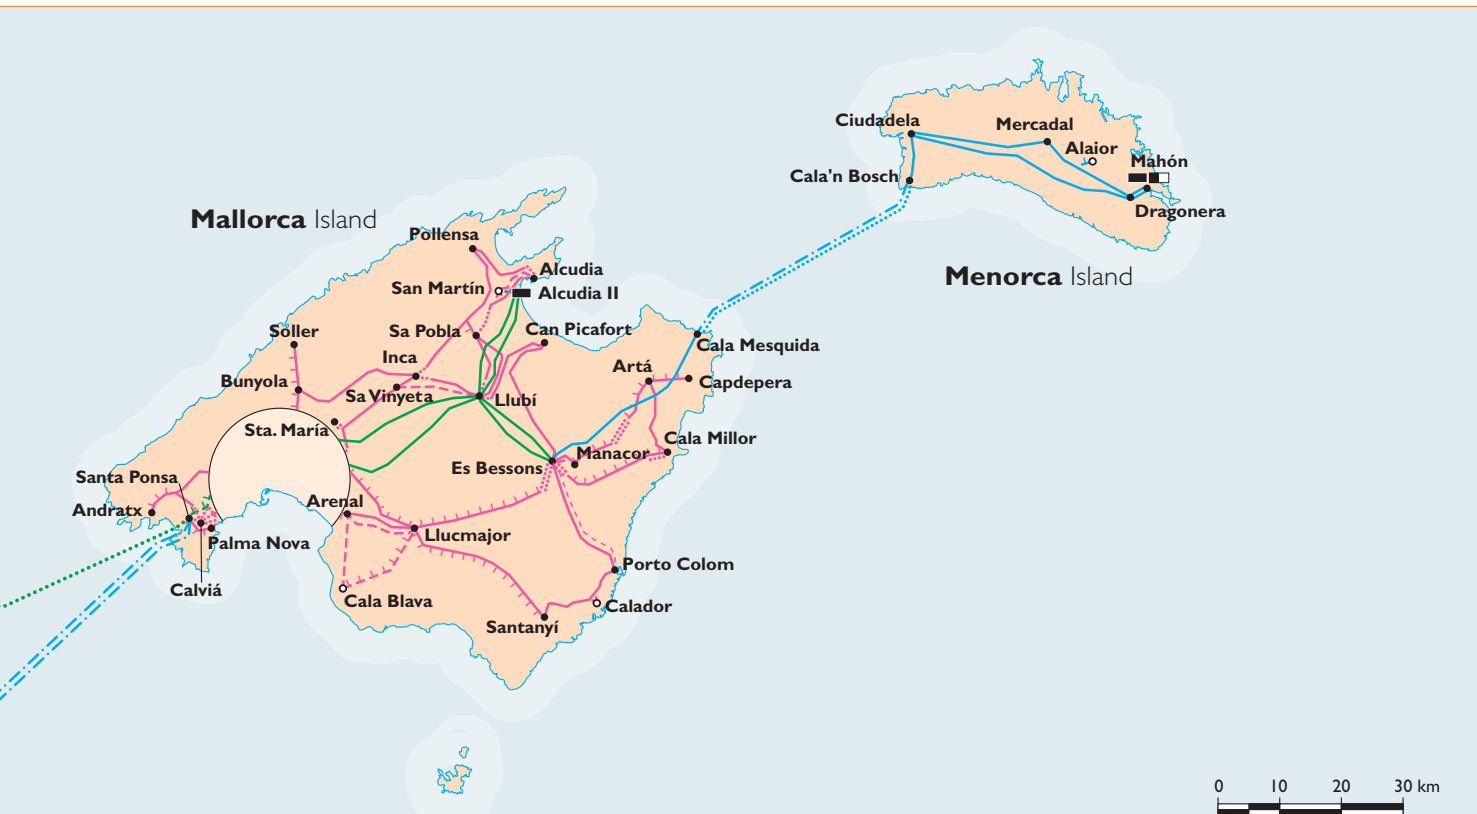 Ciudadela
Mercadal
Alaior
Mahón
Cala'n Bosch
Dragonera
Mallorca Island
Pollensa
Menorca Island
Alcudia
San Martín
Alcudia II
Sóller
Sa Pobla
Can Picafort
Cala Mesquida
Inca
Artá
Bunyola
Capdepera
Sa Vinyeta
Llubí
Sta. María
Cala Millor
Manacor
Es Bessons
Santa Ponsa
Arenal
Andratx
Llucmajor
Palma Nova
Porto Colom
Calviá
Cala Blava
Calador
Santanyí
0 10 20 30 km